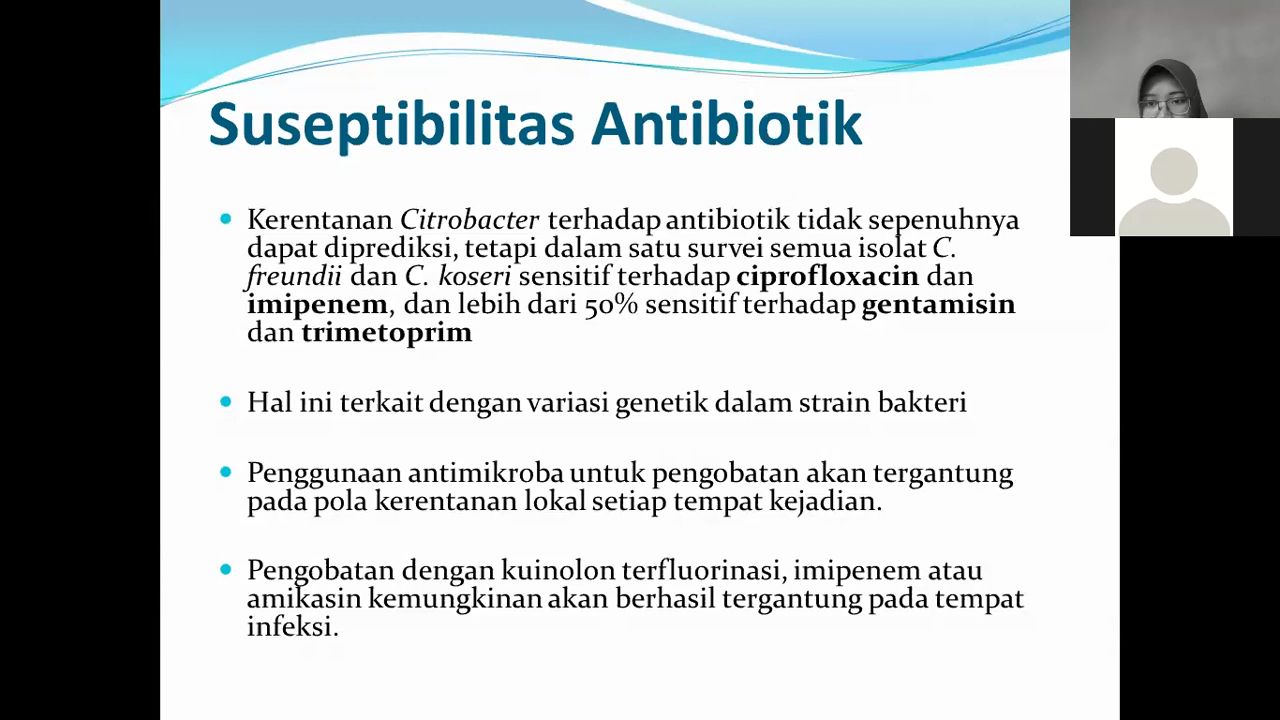 Suseptibilitas Antibiotik
• Kerentanan Citrobacter terhadap antibiotik tidak sepenuhnya
dapat diprediksi, tetapi dalam satu survei semua isolat C.
freundii dan C. koseri sensitif terhadap ciprofloxacin dan
imipenem, dan lebih dari 50% sensitif terhadap gentamisin
dan trimetoprim
• Hal ini terkait dengan variasi genetik dalam strain bakteri
• Penggunaan antimikroba untuk pengobatan akan tergantung
pada pola kerentanan lokal setiap tempat kejadian.
• Pengobatan dengan kuinolon terfluorinasi, imipenem atau
amikasin kemungkinan akan berhasil tergantung pada tempat
infeksi.